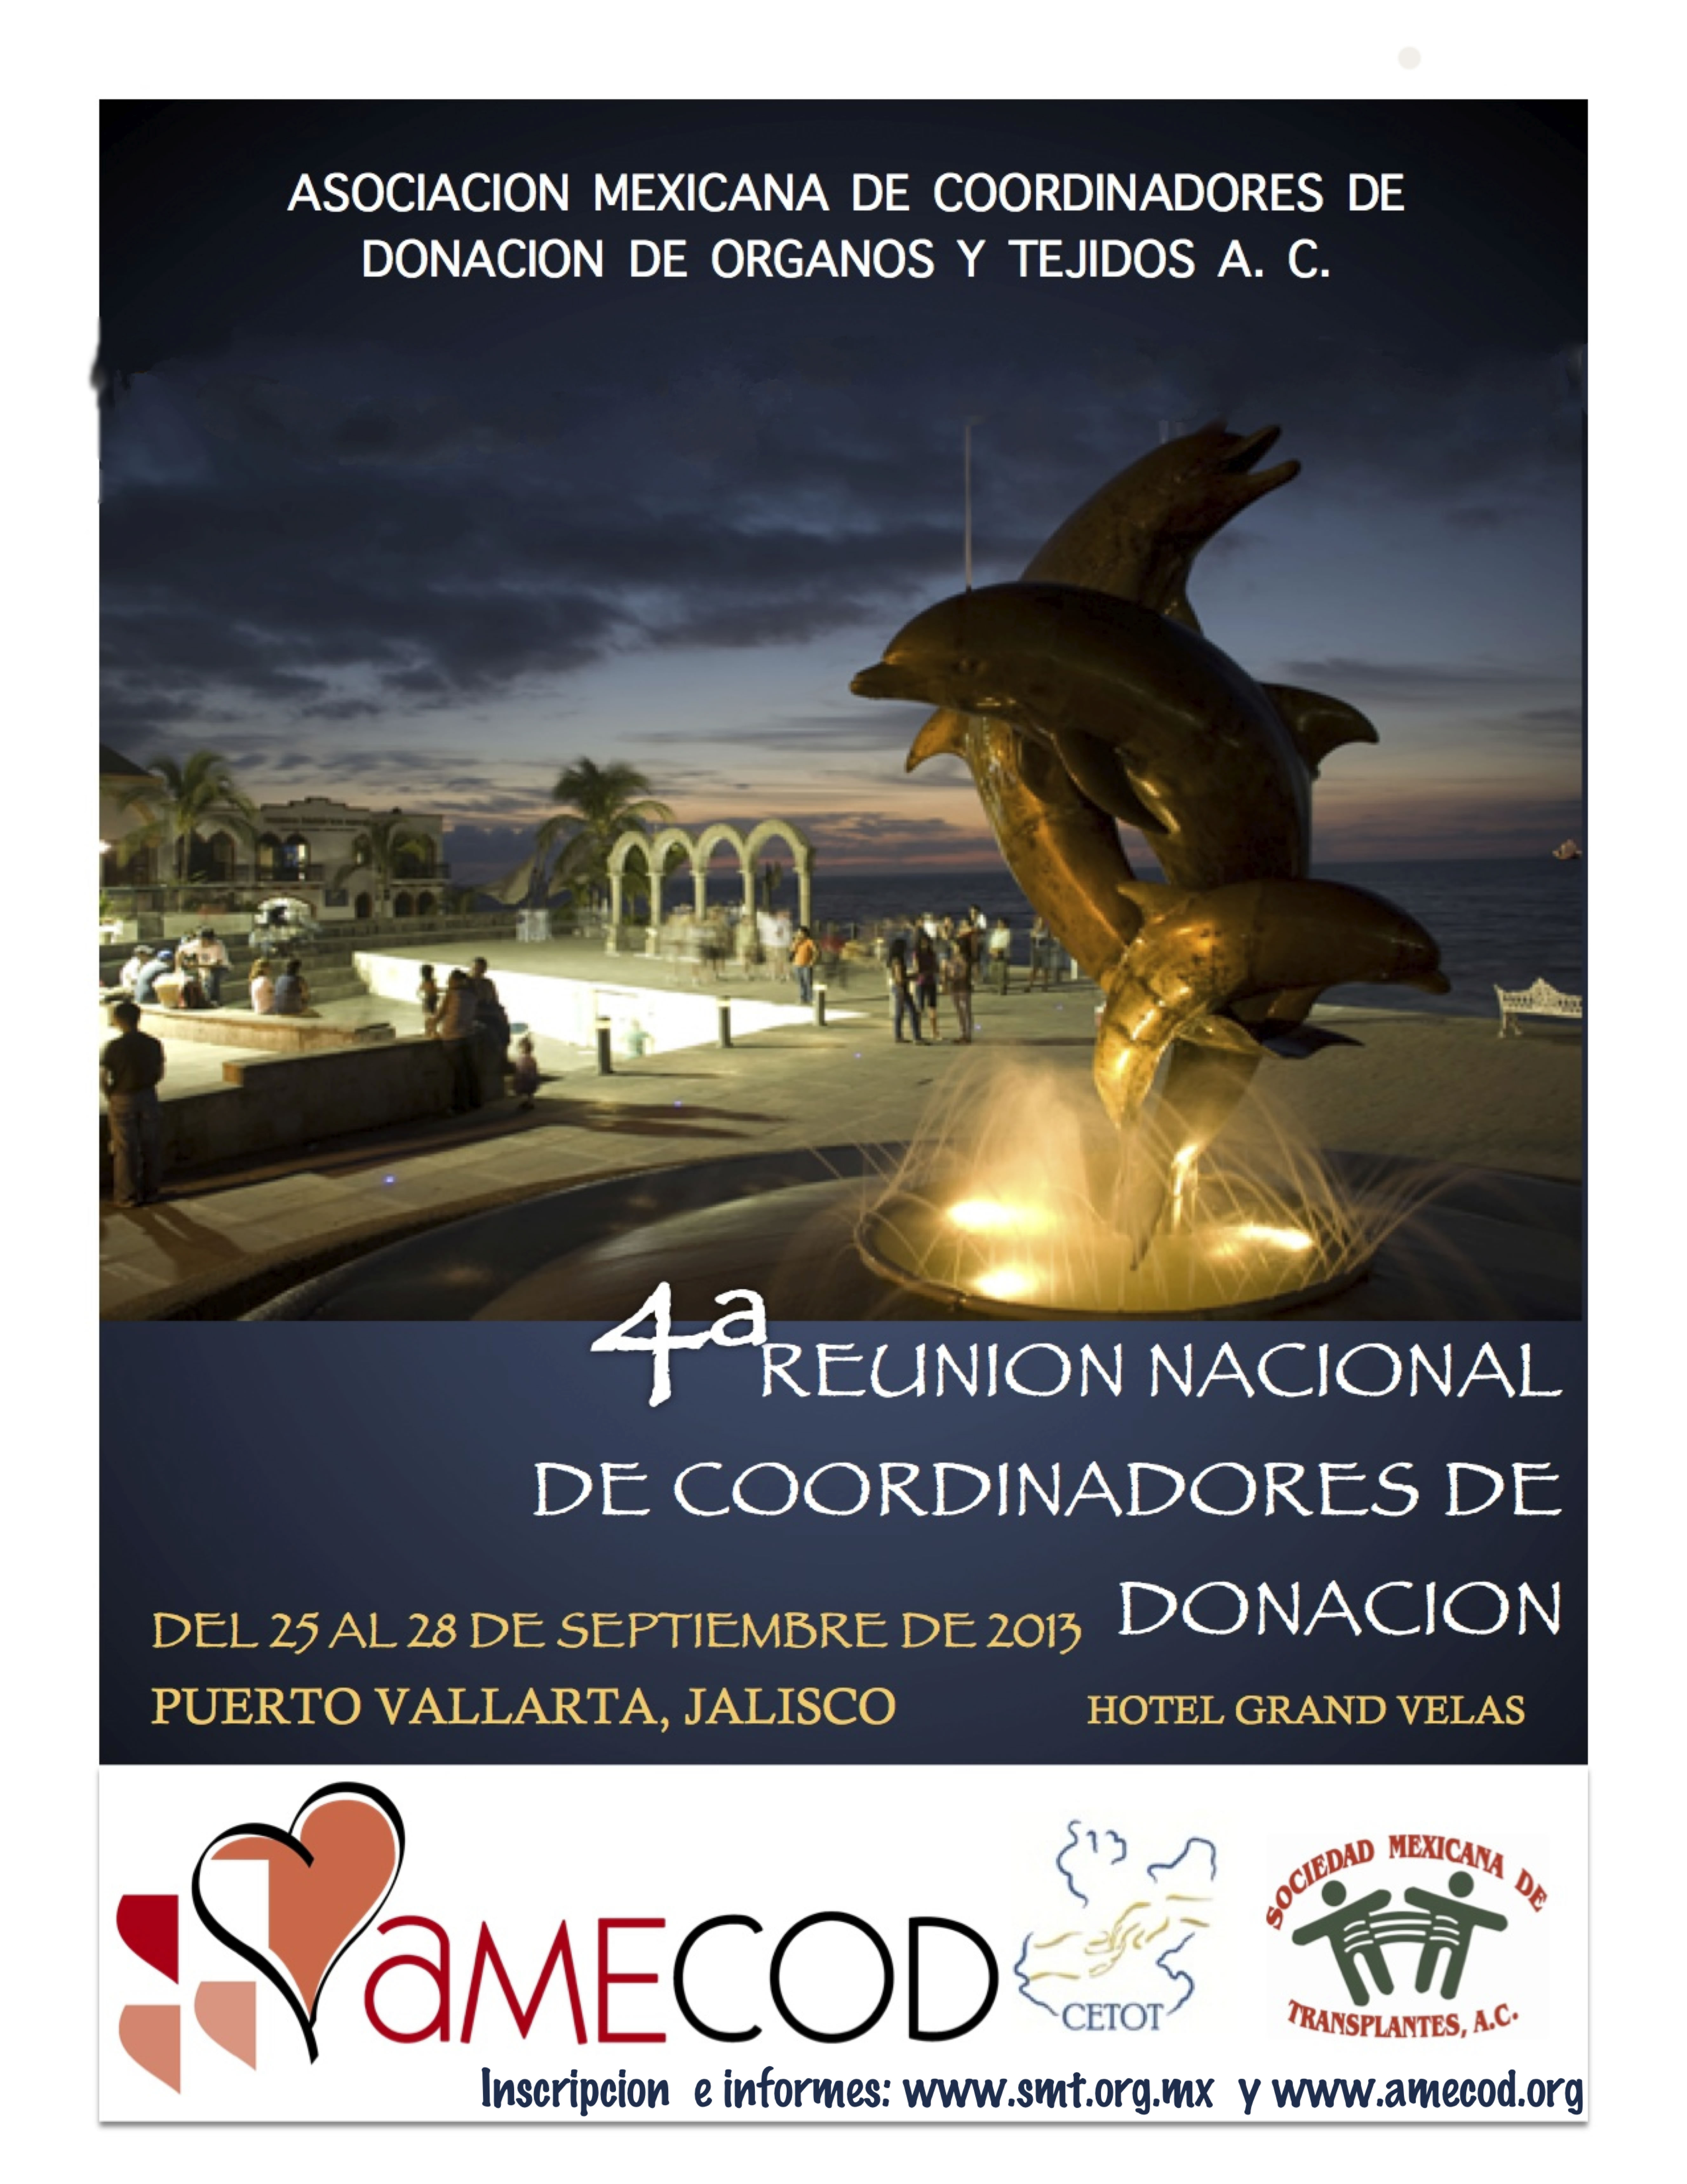 ASOCIACION MEXICANA DE COORDINADORES DE
DONACION DE ORGANOS Y TEJIDOS A. C.
4a REUNION NACIONAL
DE COORDINADORES DE
DONACION
DEL 25 AL 28 DE SEPTIEMBRE DE 2013
PUERTO VALLARTA, JALISCO
HOTEL GRAND VELAS
aMECOD
CETOT
SOCIEDAD MEXICANA DE
TRANSPLANTES, A.C.
Inscripcion e informes: www.smt.org.mx y www.amecod.org